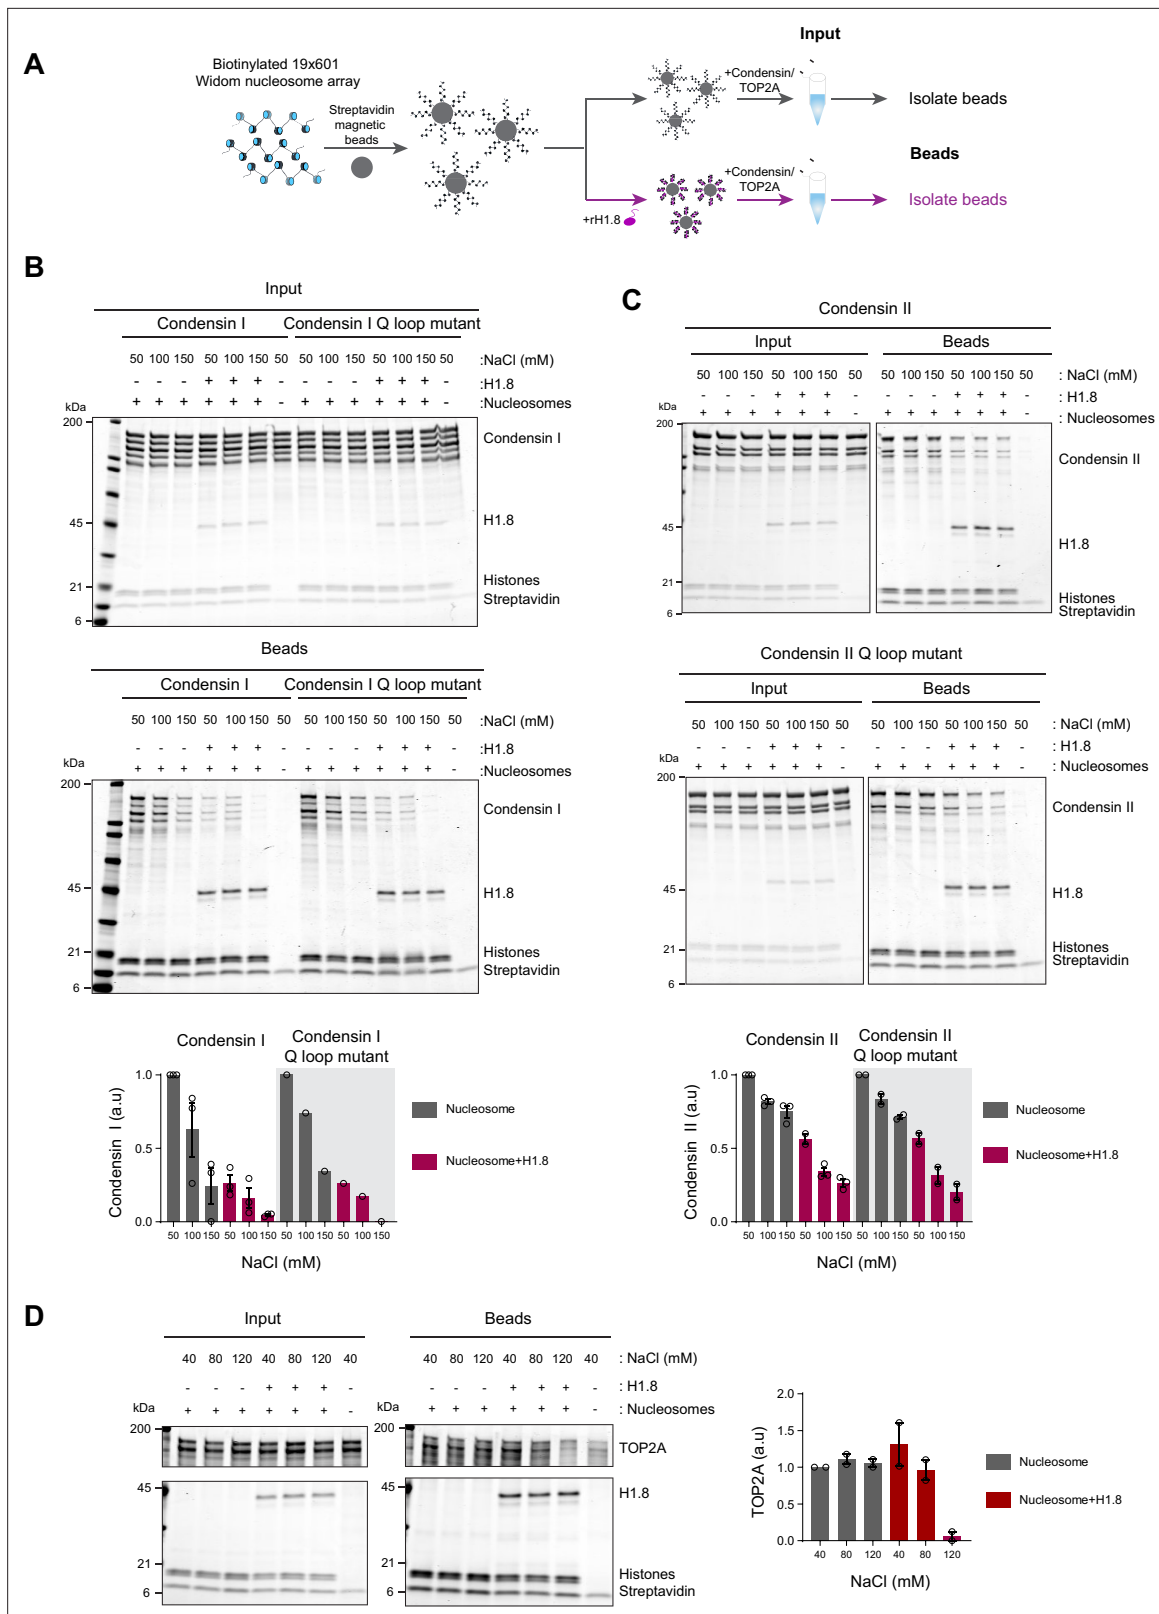 A
Biotinylated 19x601
Widom nucleosome array
Streptavidin
magnetic
beads
Input
+Condensin/
TOP2A
Isolate beads
Beads
+rH1.8
+Condensin/
TOP2A
Isolate beads
B
Input
Condensin I Condensin I Q loop mutant
50 100 150 50 100 150 50 50 100 150 50 100 150 50 :NaCl (mM)
- - - + + + - - - - + + + - :H1.8
+ + + + + + - + + + + + + - :Nucleosomes
kDa
200
Condensin I
45
H1.8
21
Histones
Streptavidin
6
Beads
Condensin I Condensin I Q loop mutant
50 100 150 50 100 150 50 50 100 150 50 100 150 50 :NaCl (mM)
- - - + + + - - - - + + + - :H1.8
+ + + + + + - + + + + + + - :Nucleosomes
kDa
200
Condensin I
45
H1.8
21
Histones
Streptavidin
6
Condensin I
Condensin I
Q loop mutant
Condensin I (a.u)
1.0
0.5
0.0
50 100 150 50 100 150 50 100 150 50 100 150
NaCl (mM)
Nucleosome
Nucleosome+H1.8
C
Condensin II
Input Beads
50 100 150 50 100 150 50 50 100 150 50 100 150 50 : NaCl (mM)
- - - + + + - - - - + + + - : H1.8
+ + + + + + - + + + + + + - : Nucleosomes
kDa
200
Condensin II
45
H1.8
21
Histones
Streptavidin
6
Condensin II Q loop mutant
Input Beads
50 100 150 50 100 150 50 50 100 150 50 100 150 50 : NaCl (mM)
- - - + + + - - - - + + + - : H1.8
+ + + + + + - + + + + + + - : Nucleosomes
kDa
200
Condensin II
45
H1.8
21
Histones
Streptavidin
6
Condensin II
Condensin II
Q loop mutant
Condensin II (a.u)
1.0
0.5
0.0
50 100 150 50 100 150 50 100 150 50 100 150
NaCl (mM)
Nucleosome
Nucleosome+H1.8
D
Input Beads
40 80 120 40 80 120 40 40 80 120 40 80 120 40 : NaCl (mM)
- - - + + + - - - - + + + - : H1.8
+ + + + + + - + + + + + + - : Nucleosomes
kDa kDa
200 200
TOP2A
45 45
H1.8
21 21
Histones
6 6
Streptavidin
TOP2A (a.u)
2.0
1.5
1.0
0.5
0.0
40 80 120 40 80 120
NaCl (mM)
Nucleosome
Nucleosome+H1.8